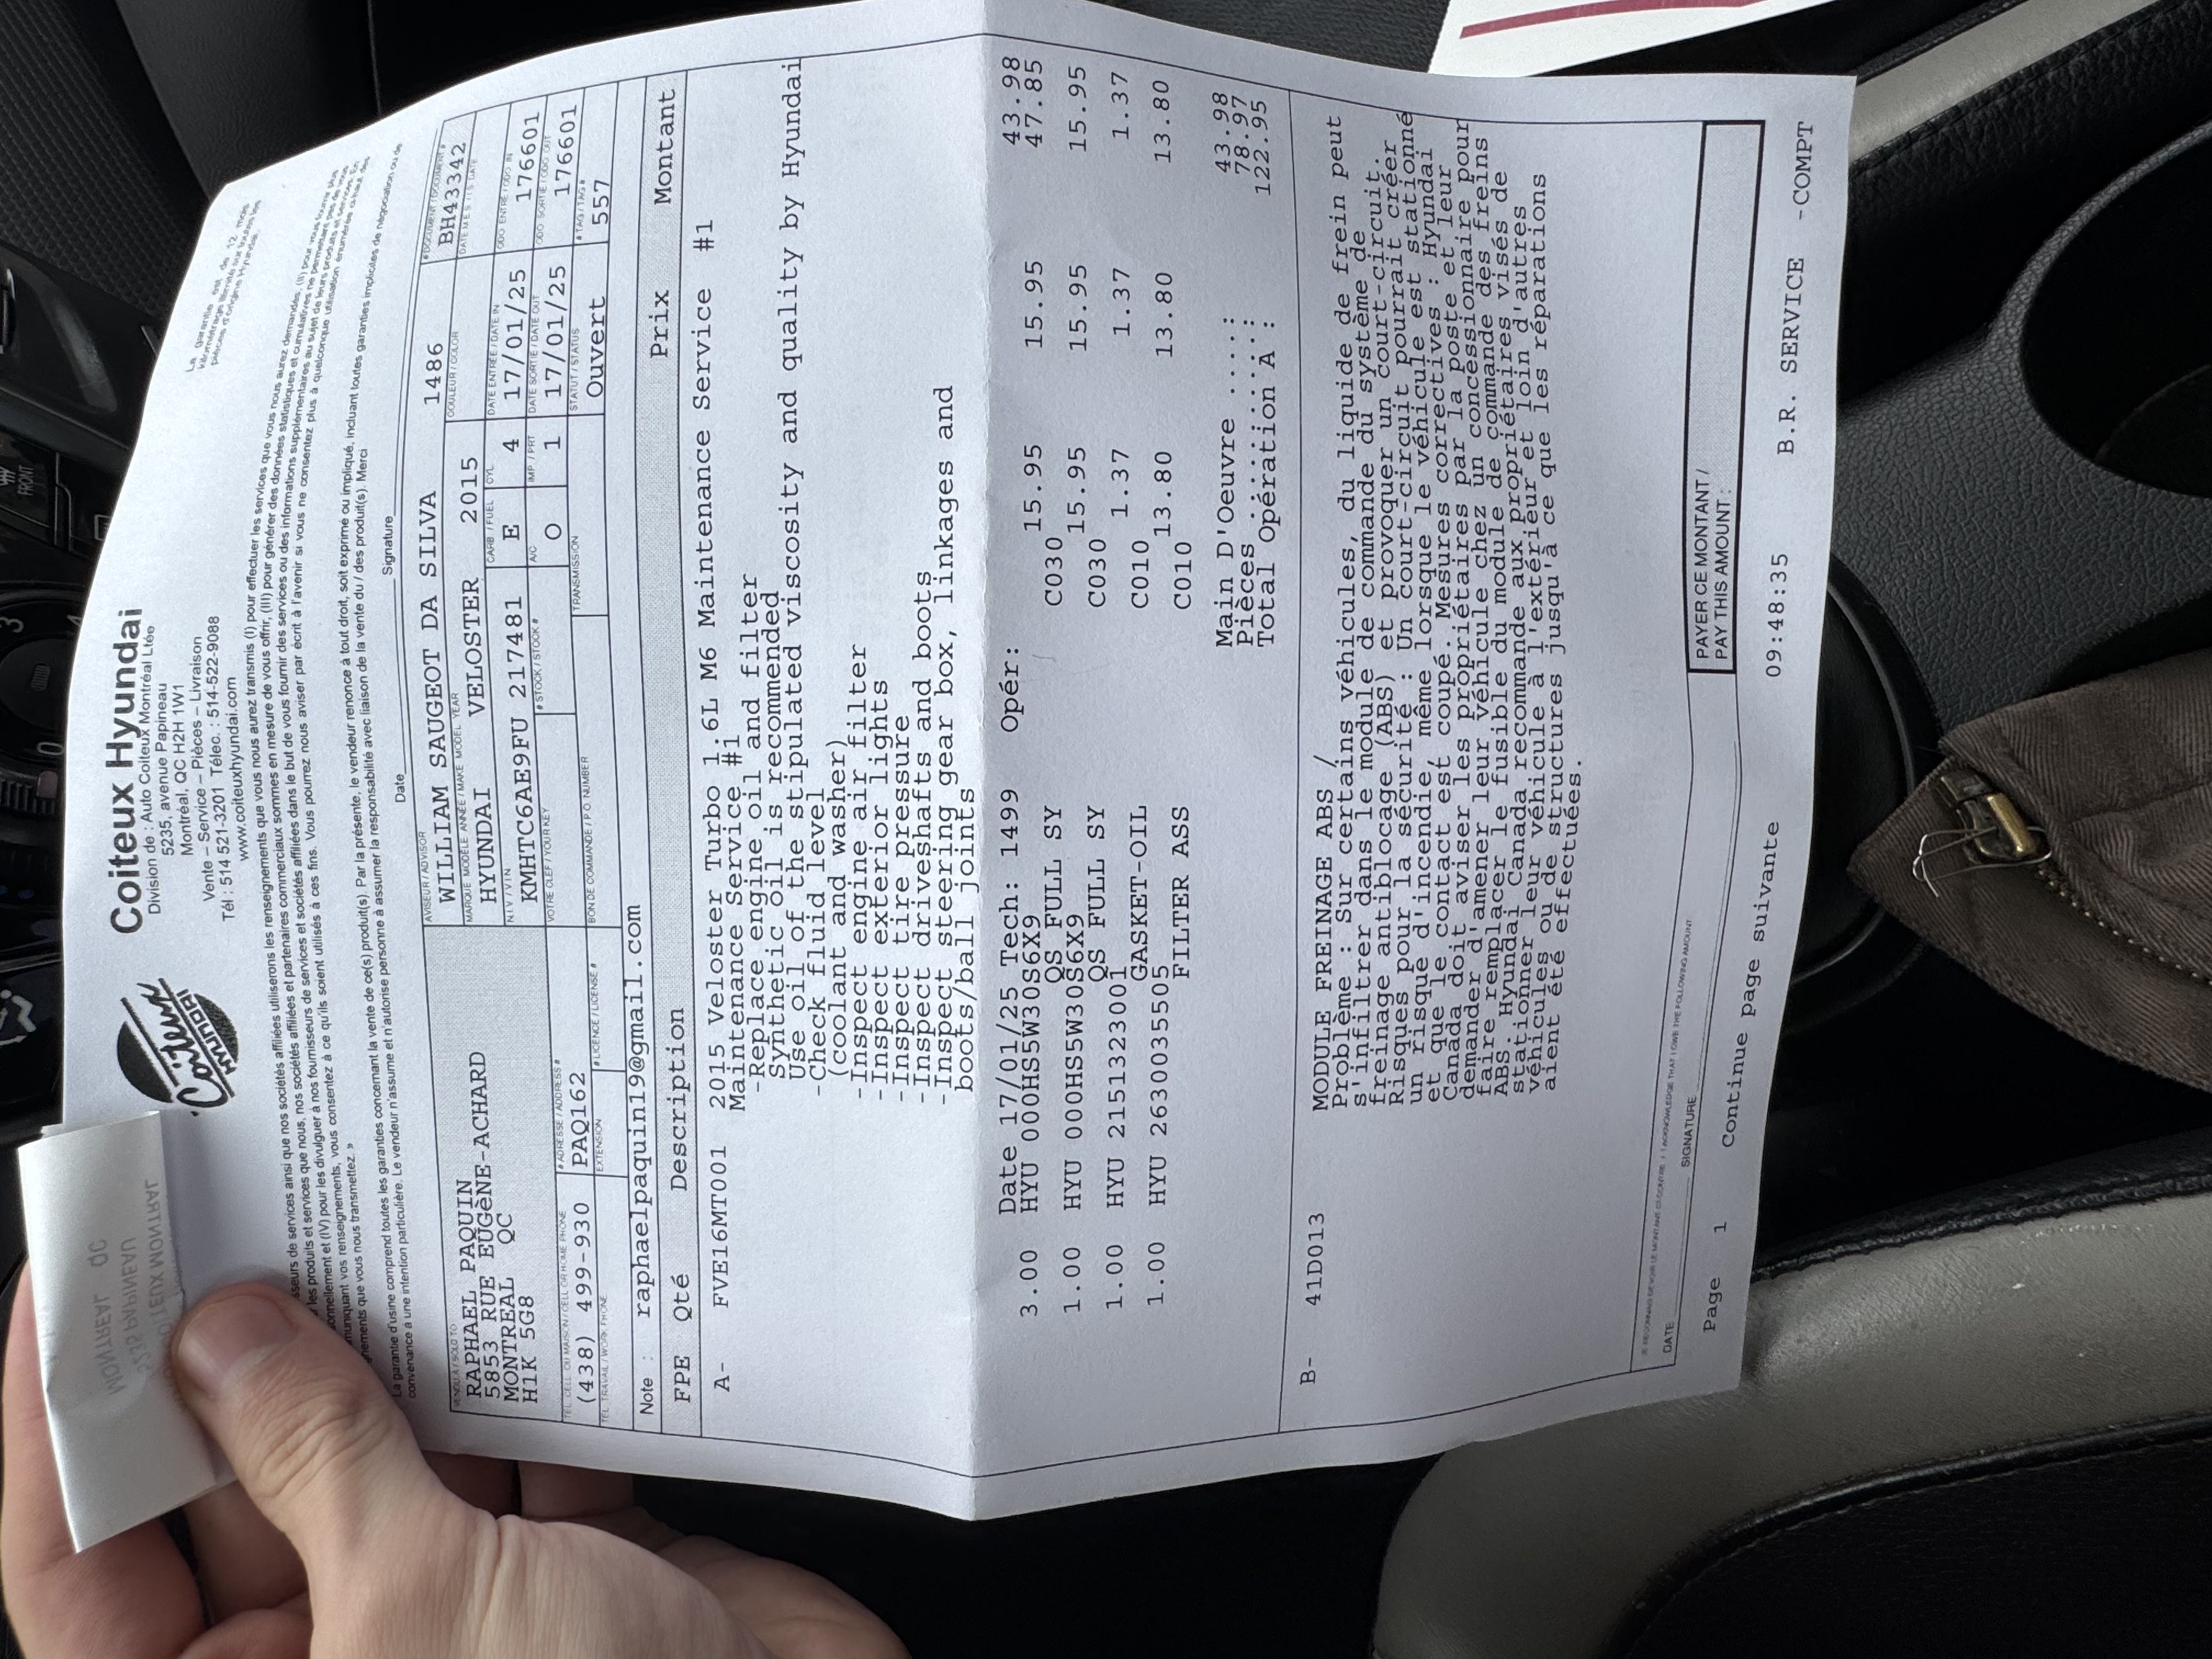 MONTREAL QC
5235 PAPINEAU
COITEUX MONTRAL
Coiteux
HYUNDAI
Coiteux Hyundai
Division de : Auto Coiteux Montréal Ltée
5235, avenue Papineau
Montréal, QC H2H 1W1
Vente – Service – Pièces – Livraison
Tél : 514 521-3201 Téléc. : 514-522-9088
www.coiteuxhyundai.com
La garantie est de 12 mois
kilométrage illimité sur toutes les
pièces d'origine Hyundai.
sseurs de services ainsi que nos sociétés affiliées utiliserons les renseignements que vous nous aurez transmis (I) pour effectuer les services que vous nous aurez demandés, (II) pour vous fournir plus
les produits et services que nous, nos sociétés affiliées et partenaires commerciaux sommes en mesure de vous offrir, (III) pour générer des données statistiques et cumulatives ne permettant pas de vous
onnellement et (IV) pour les divulguer à nos fournisseurs de services et sociétés affiliées dans le but de vous fournir des services ou des informations supplémentaires au sujet de leurs produits et services. En
muniquant vos renseignements, vous consentez à ce qu'ils soient utilisés à ces fins. Vous pourrez nous aviser par écrit à l'avenir si vous ne consentez plus à quelconque utilisation énumérée ci-haut des
nements que vous nous transmettez. »
La garantie d'usine comprend toutes les garanties concernant la vente de ce(s) produit(s). Par la présente, le vendeur renonce à tout droit, soit exprimé ou impliqué, incluant toutes garanties implicites de négociation ou de
convenance à une intention particulière. Le vendeur n'assume et n'autorise personne à assumer la responsabilité avec liaison de la vente du / des produit(s). Merci
Date Signature
VENDU À / SOLD TO
RAPHAEL PAQUIN
5853 RUE EUGèNE-ACHARD
MONTREAL QC
H1K 5G8
AVISEUR / ADVISOR
WILLIAM SAUGEOT DA SILVA 1486
# DOCUMENT / DOCUMENT #
BH43342
MARQUE MODÈLE ANNÉE / MAKE MODEL YEAR
HYUNDAI VELOSTER 2015
COULEUR / COLOR
DATE M.E.S. / I.S. DATE
N.I.V / V.I.N
KMHTC6AE9FU 217481
CARB / FUEL
E
CYL
4
DATE ENTRÉE / DATE IN
17/01/25
ODO ENTRÉ / ODO IN
176601
VOTRE CLEF / YOUR KEY
# STOCK / STOCK #
A/C
O
IMP / PRT
1
DATE SORTIE / DATE OUT
17/01/25
ODO SORTIE / ODO OUT
176601
TEL. CELL OU MAISON / CELL OR HOME PHONE
(438) 499-930
# ADRESSE / ADDRESS #
PAQ162
BON DE COMMANDE / P.O. NUMBER
TRANSMISSION
STATUT / STATUS
Ouvert
# TAG / TAG #
557
TEL. TRAVAIL / WORK PHONE
EXTENSION
# LICENCE / LICENSE #
Note : raphaelpaquin19@gmail.com
FPE Qté Description Prix Montant
A- FVE16MT001 2015 Veloster Turbo 1.6L M6 Maintenance Service #1
Maintenance Service #1
-Replace engine oil and filter
Synthetic oil is recommended
Use oil of the stipulated viscosity and quality by Hyundai
-Check fluid level
(coolant and washer)
-Inspect engine air filter
-Inspect exterior lights
-Inspect tire pressure
-Inspect driveshafts and boots
-Inspect steering gear box, linkages and
boots/ball joints
Date 17/01/25 Tech: 1499 Opér: 43.98
3.00 HYU 000HS5W30S6X9 15.95 15.95 47.85
QS FULL SY C030
1.00 HYU 000HS5W30S6X9 15.95 15.95 15.95
QS FULL SY C030
1.00 HYU 2151323001 1.37 1.37 1.37
GASKET-OIL C010
1.00 HYU 2630035505 13.80 13.80 13.80
FILTER ASS C010
Main D'Oeuvre ....: 43.98
Pièces ...........: 78.97
Total Opération A : 122.95
B- 41D013 MODULE FREINAGE ABS /
Problème : Sur certains véhicules, du liquide de frein peut
s'infiltrer dans le module de commande du système de
freinage antiblocage (ABS) et provoquer un court-circuit.
Risques pour la sécurité : Un court-circuit pourrait créer
un risque d'incendie, même lorsque le véhicule est stationné
et que le contact est coupé. Mesures correctives : Hyundai
Canada doit aviser les propriétaires par la poste et leur
demander d'amener leur véhicule chez un concessionnaire pour
faire remplacer le fusible du module de commande des freins
ABS. Hyundai Canada recommande aux propriétaires visés de
stationner leur véhicule à l'extérieur et loin d'autres
véhicules ou de structures jusqu'à ce que les réparations
aient été effectuées.
JE RECONNAIS DEVOIR LE MONTANT CI-CONTRE / I ACKNOWLEDGE THAT I OWE THE FOLLOWING AMOUNT
DATE SIGNATURE
PAYER CE MONTANT /
PAY THIS AMOUNT :
Page 1 Continue page suivante 09:48:35 B.R. SERVICE -COMPT
FRONT
0
3
4